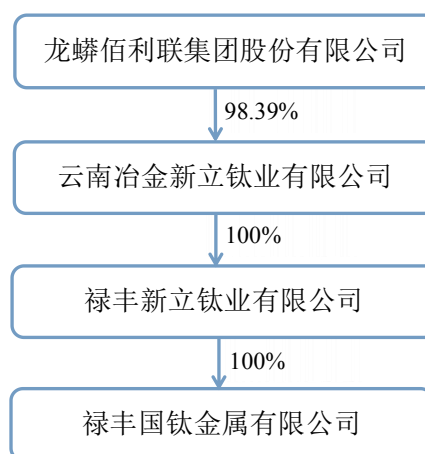 龙蟒佰利联集团股份有限公司
98.39%
云南冶金新立钛业有限公司
100%
禄丰新立钛业有限公司
100%
禄丰国钛金属有限公司